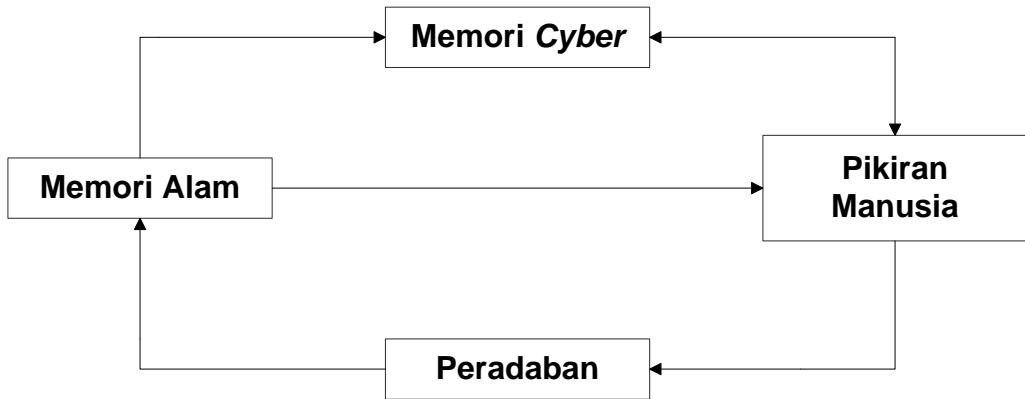 Memori Cyber
Memori Alam
Pikiran
Manusia
Peradaban